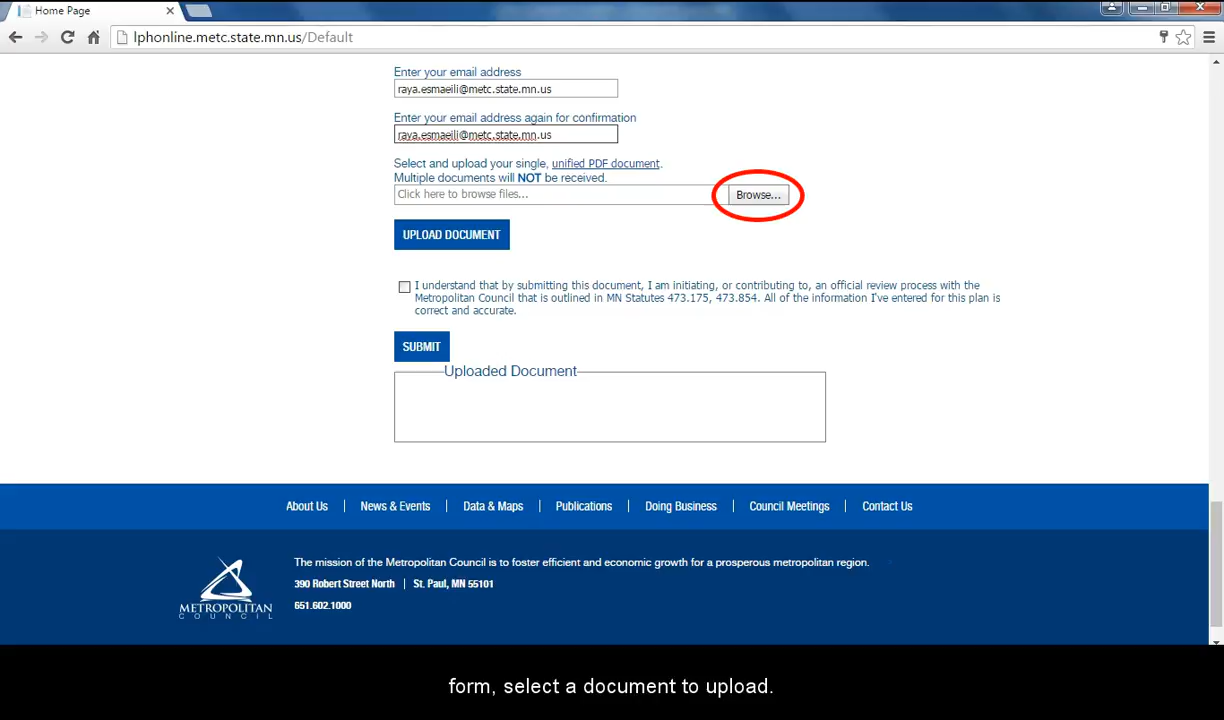 Home Page
lphonline.metc.state.mn.us/Default
Enter your email address
raya.esmaeili@metc.state.mn.us
Enter your email address again for confirmation
raya.esmaeili@metc.state.mn.us
Select and upload your single, unified PDF document.
Multiple documents will NOT be received.
Click here to browse files...
Browse...
UPLOAD DOCUMENT
I understand that by submitting this document, I am initiating, or contributing to, an official review process with the
Metropolitan Council that is outlined in MN Statutes 473.175, 473.854. All of the information I've entered for this plan is
correct and accurate.
SUBMIT
Uploaded Document
About Us | News & Events | Data & Maps | Publications | Doing Business | Council Meetings | Contact Us
The mission of the Metropolitan Council is to foster efficient and economic growth for a prosperous metropolitan region.
390 Robert Street North | St. Paul, MN 55101
651.602.1000
METROPOLITAN
COUNCIL
form, select a document to upload.